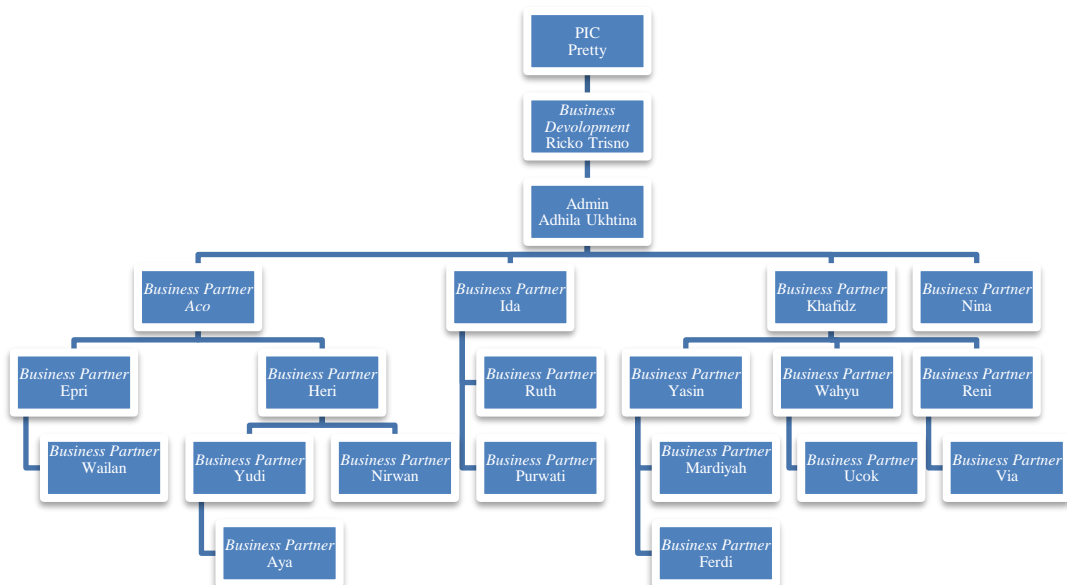 PIC
Pretty
Business
Devolopment
Ricko Trisno
Admin
Adhila Ukhtina
Business Partner
Aco
Business Partner
Ida
Business Partner
Khafidz
Business Partner
Nina
Business Partner
Epri
Business Partner
Heri
Business Partner
Ruth
Business Partner
Yasin
Business Partner
Wahyu
Business Partner
Reni
Business Partner
Wailan
Business Partner
Yudi
Business Partner
Nirwan
Business Partner
Purwati
Business Partner
Mardiyah
Business Partner
Ucok
Business Partner
Via
Business Partner
Aya
Business Partner
Ferdi